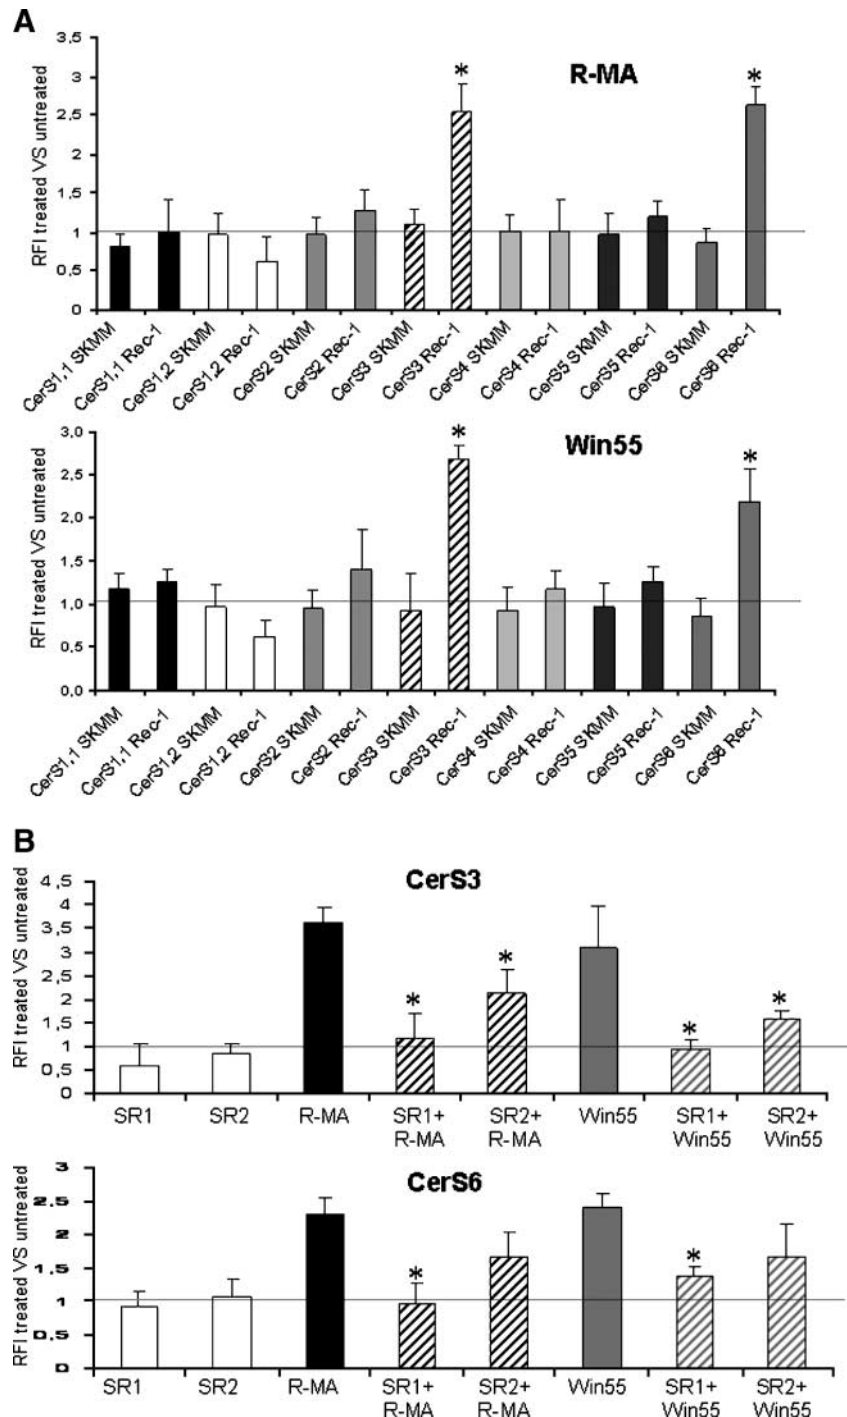 A
R-MA
RFI treated VS untreated
3,5
3
2,5
2
1,5
1
0,5
0
*
*
CerS1,1 SKMM
CerS1,1 Rec-1
CerS1,2 SKMM
CerS1,2 Rec-1
CerS2 SKMM
CerS2 Rec-1
CerS3 SKMM
CerS3 Rec-1
CerS4 SKMM
CerS4 Rec-1
CerS5 SKMM
CerS5 Rec-1
CerS6 SKMM
CerS6 Rec-1
Win55
RFI treated VS untreated
3,0
2,5
2,0
1,5
1,0
0,5
0,0
*
*
CerS1,1 SKMM
CerS1,1 Rec-1
CerS1,2 SKMM
CerS1,2 Rec-1
CerS2 SKMM
CerS2 Rec-1
CerS3 SKMM
CerS3 Rec-1
CerS4 SKMM
CerS4 Rec-1
CerS5 SKMM
CerS5 Rec-1
CerS6 SKMM
CerS6 Rec-1
B
CerS3
RFI treated VS untreated
4,5
4
3,5
3
2,5
2
1,5
1
0,5
0
*
*
*
*
SR1
SR2
R-MA
SR1+
R-MA
SR2+
R-MA
Win55
SR1+
Win55
SR2+
Win55
CerS6
RFI treated VS untreated
3
2.5
2
1.5
1
0.5
0
*
*
SR1
SR2
R-MA
SR1+
R-MA
SR2+
R-MA
Win55
SR1+
Win55
SR2+
Win55